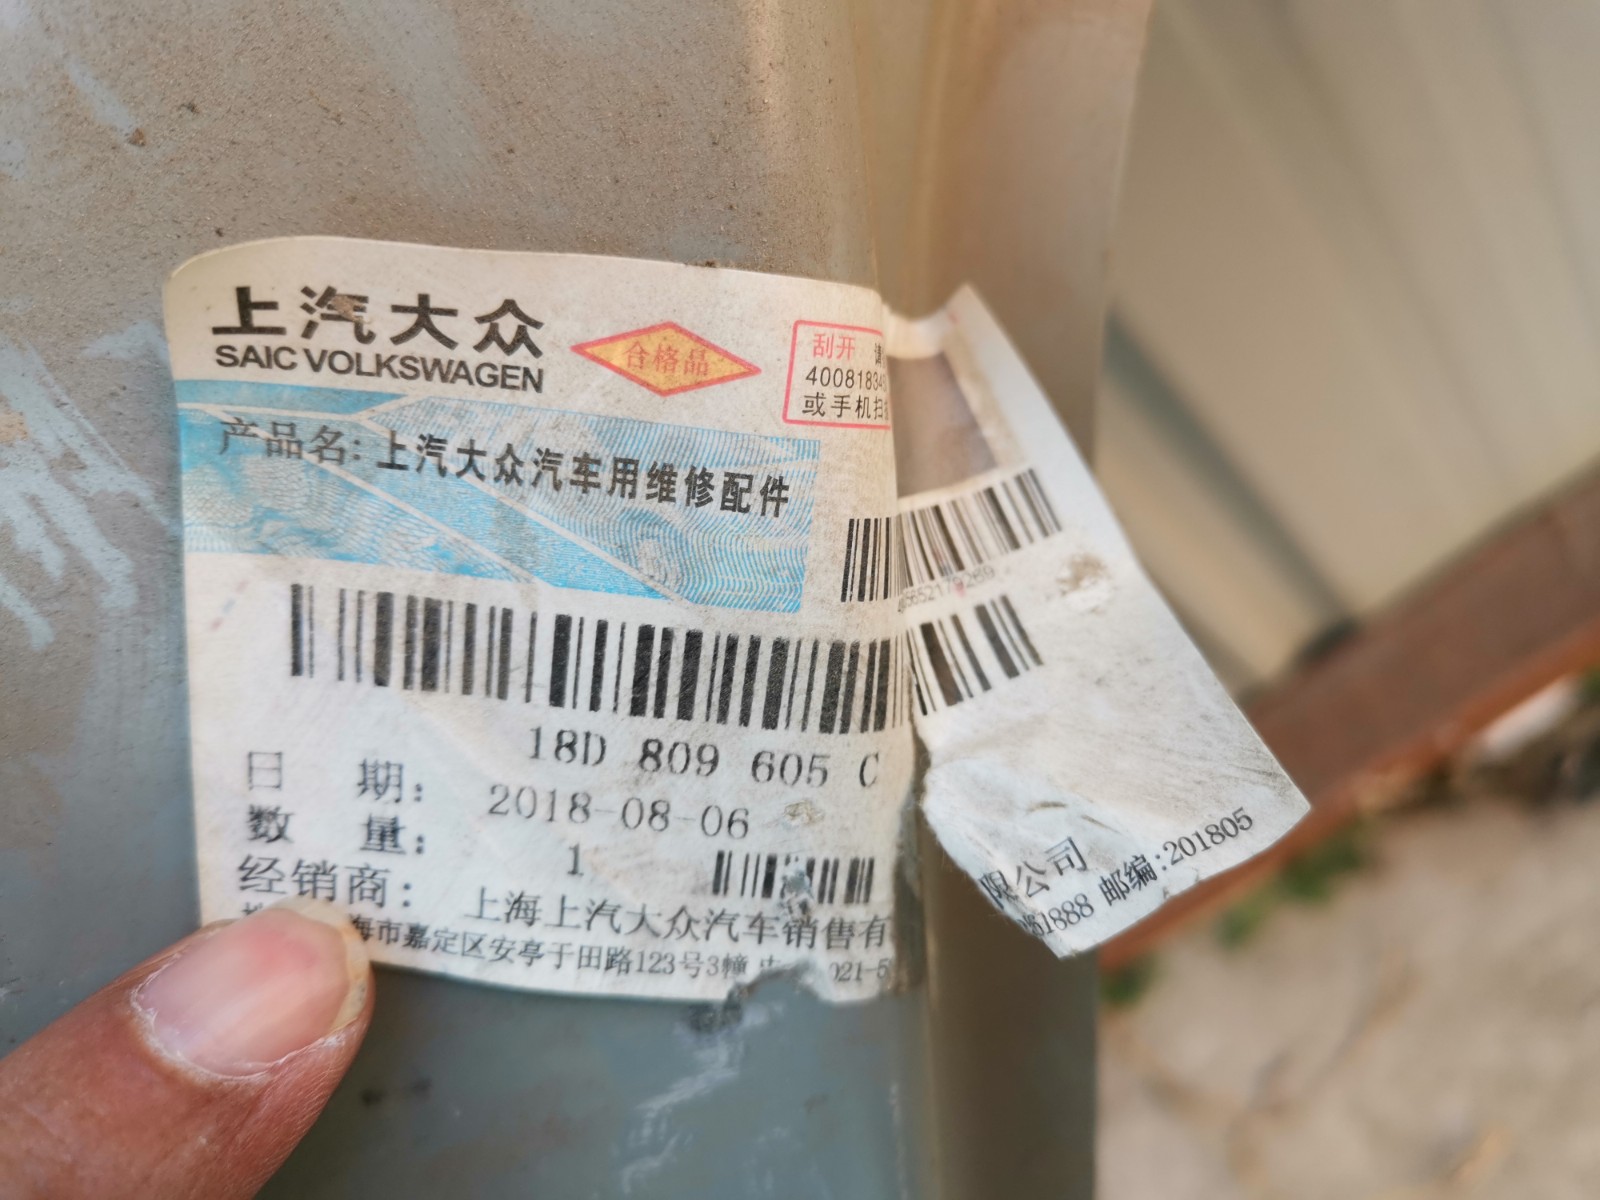 上汽大众
SAIC VOLKSWAGEN
合格品
刮开
4008183
或手机扫
产品名: 上汽大众汽车用维修配件
18D 809 605 C
日 期: 2018-08-06
数 量: 1
经销商: 上海上汽大众汽车销售有限公司
海市嘉定区安亭于田路123号3幢 021-5 61888 邮编:201805